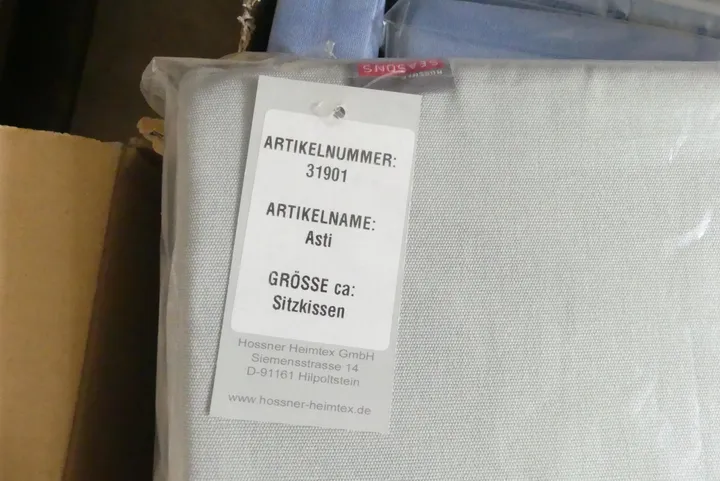 SEASONS
HOSSNER
ARTIKELNUMMER:
31901
ARTIKELNAME:
Asti
GRÖSSE ca:
Sitzkissen
Hossner Heimtex GmbH
Siemensstrasse 14
D-91161 Hilpoltstein
www.hossner-heimtex.de